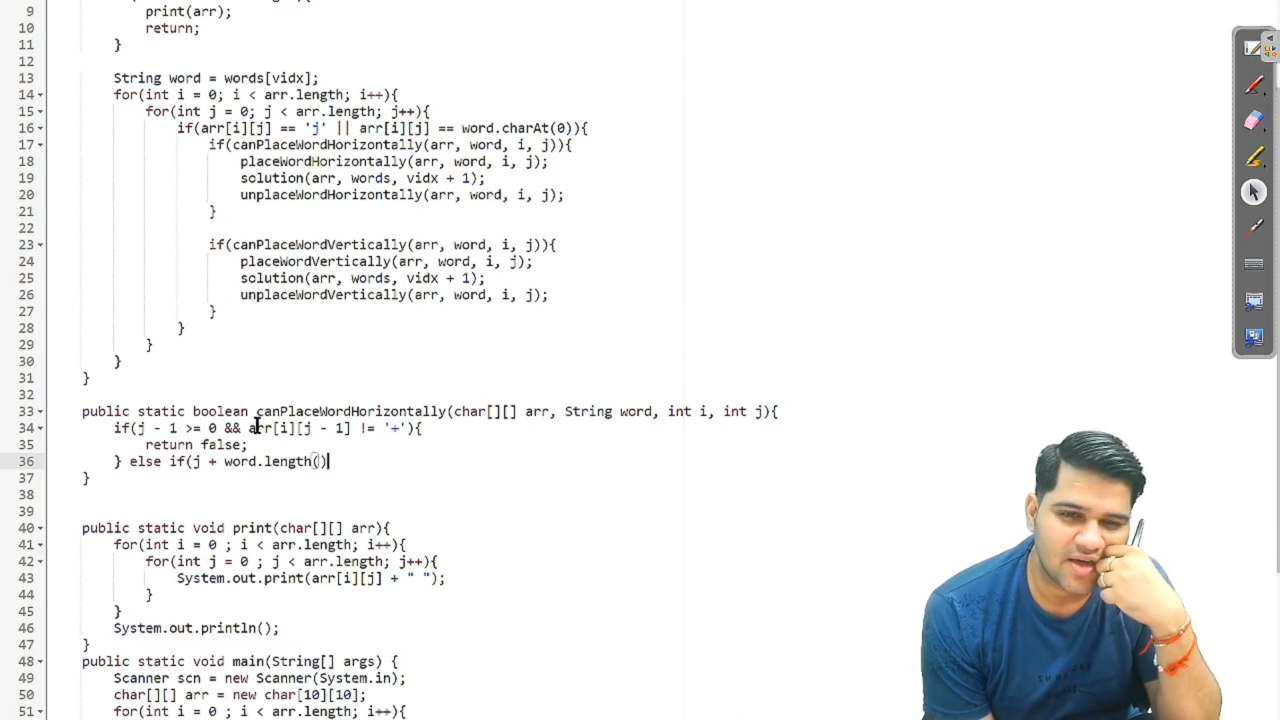 9
10 print(arr);
return;
11 }
12
13 String word = words[vidx];
14 for(int i = 0; i < arr.length; i++){
15 for(int j = 0; j < arr.length; j++){
16 if(arr[i][j] == 'j' || arr[i][j] == word.charAt(0)){
17 if(canPlaceWordHorizontally(arr, word, i, j)){
18 placeWordHorizontally(arr, word, i, j);
19 solution(arr, words, vidx + 1);
20 unplaceWordHorizontally(arr, word, i, j);
21 }
22
23 if(canPlaceWordVertically(arr, word, i, j)){
24 placeWordVertically(arr, word, i, j);
25 solution(arr, words, vidx + 1);
26 unplaceWordVertically(arr, word, i, j);
27 }
28 }
29 }
30 }
31 }
32
33 public static boolean canPlaceWordHorizontally(char[][] arr, String word, int i, int j){
34 if(j - 1 >= 0 && arr[i][j - 1] != '+'){
35 return false;
36 } else if(j + word.length()
37 }
38
39
40 public static void print(char[][] arr){
41 for(int i = 0 ; i < arr.length; i++){
42 for(int j = 0 ; j < arr.length; j++){
43 System.out.print(arr[i][j] + " ");
44 }
45 }
46 System.out.println();
47 }
48 public static void main(String[] args) {
49 Scanner scn = new Scanner(System.in);
50 char[][] arr = new char[10][10];
51 for(int i = 0 ; i < arr.length; i++){